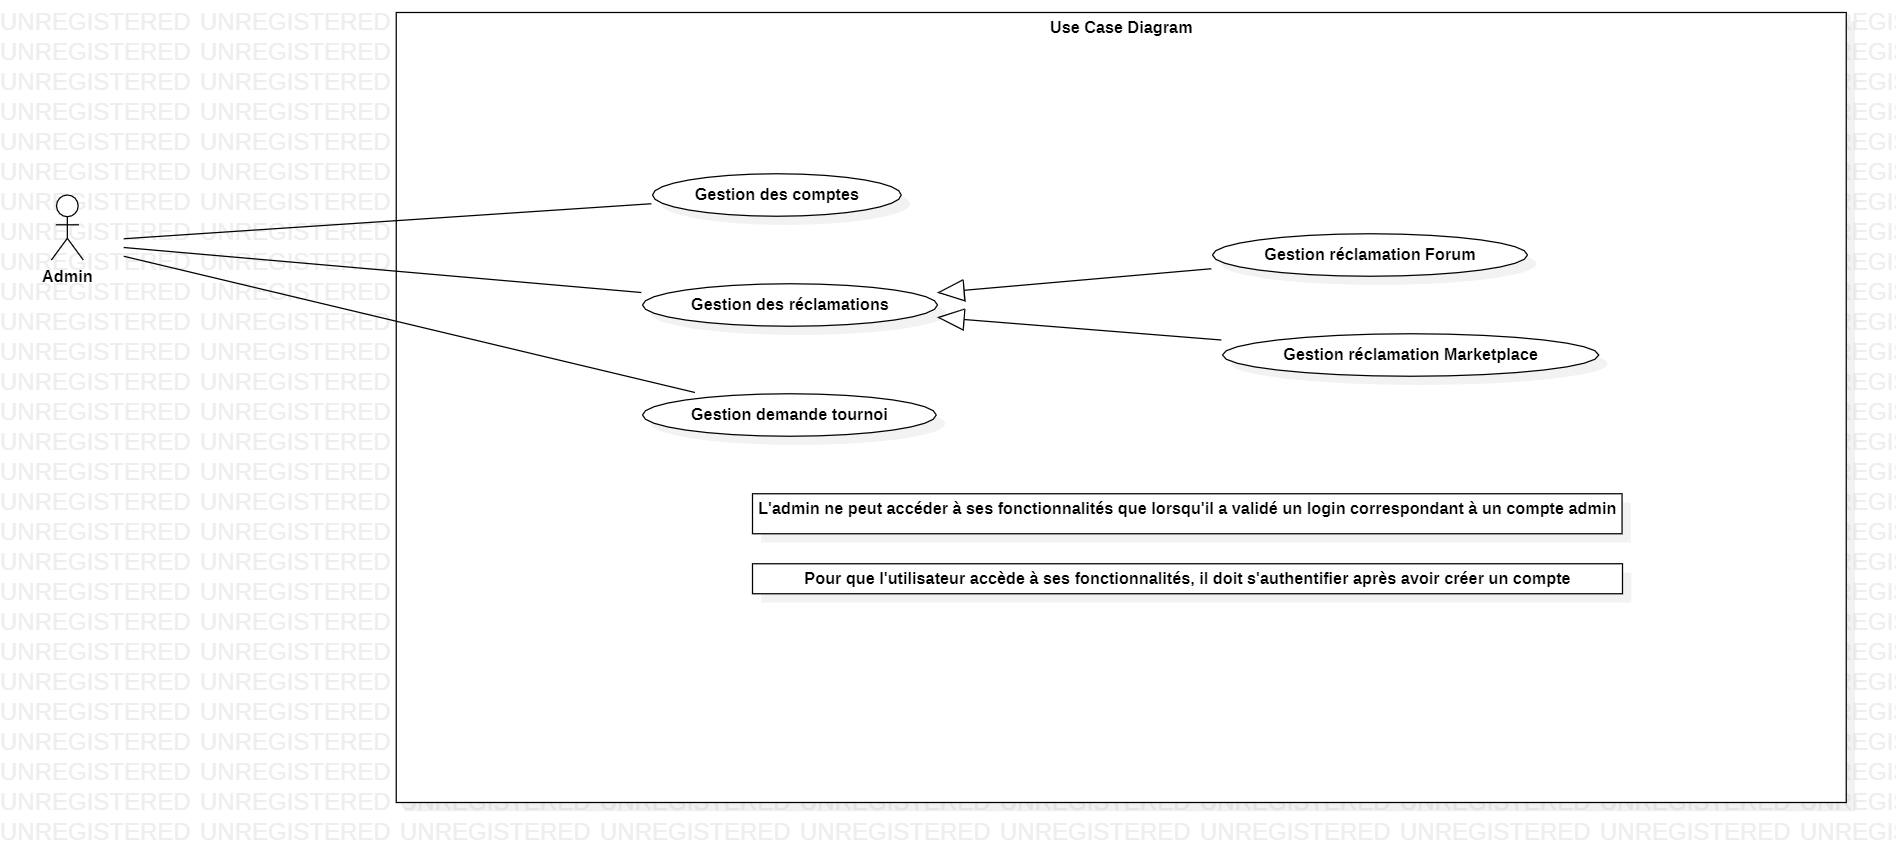 Use Case Diagram
Gestion des comptes
Admin
Gestion réclamation Forum
Gestion des réclamations
Gestion réclamation Marketplace
Gestion demande tournoi
L'admin ne peut accéder à ses fonctionnalités que lorsqu'il a validé un login correspondant à un compte admin
Pour que l'utilisateur accède à ses fonctionnalités, il doit s'authentifier après avoir créer un compte
UNREGISTERED UNREGISTERED UNREGISTERED UNREGISTERED UNREGISTERED UNREGISTERED UNREGISTERED UNREGISTERED UNREGISTERED